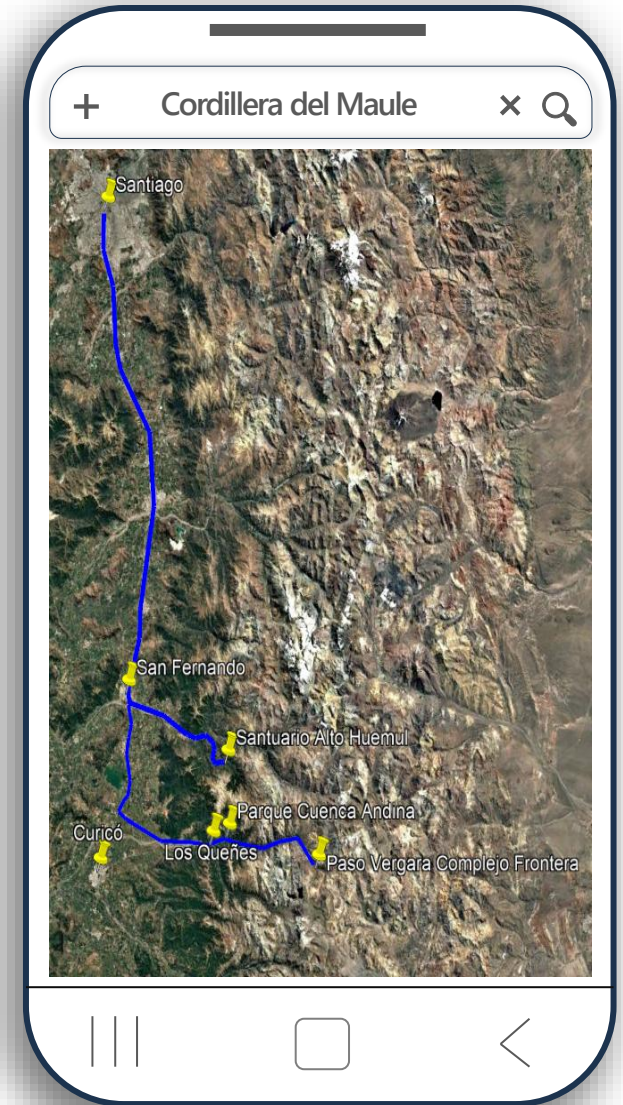 Cordillera del Maule
Santiago
San Fernando
Santuario Alto Huemul
Parque Cuenca Andina
Curicó
Los Queñes
Paso Vergara Complejo Frontera